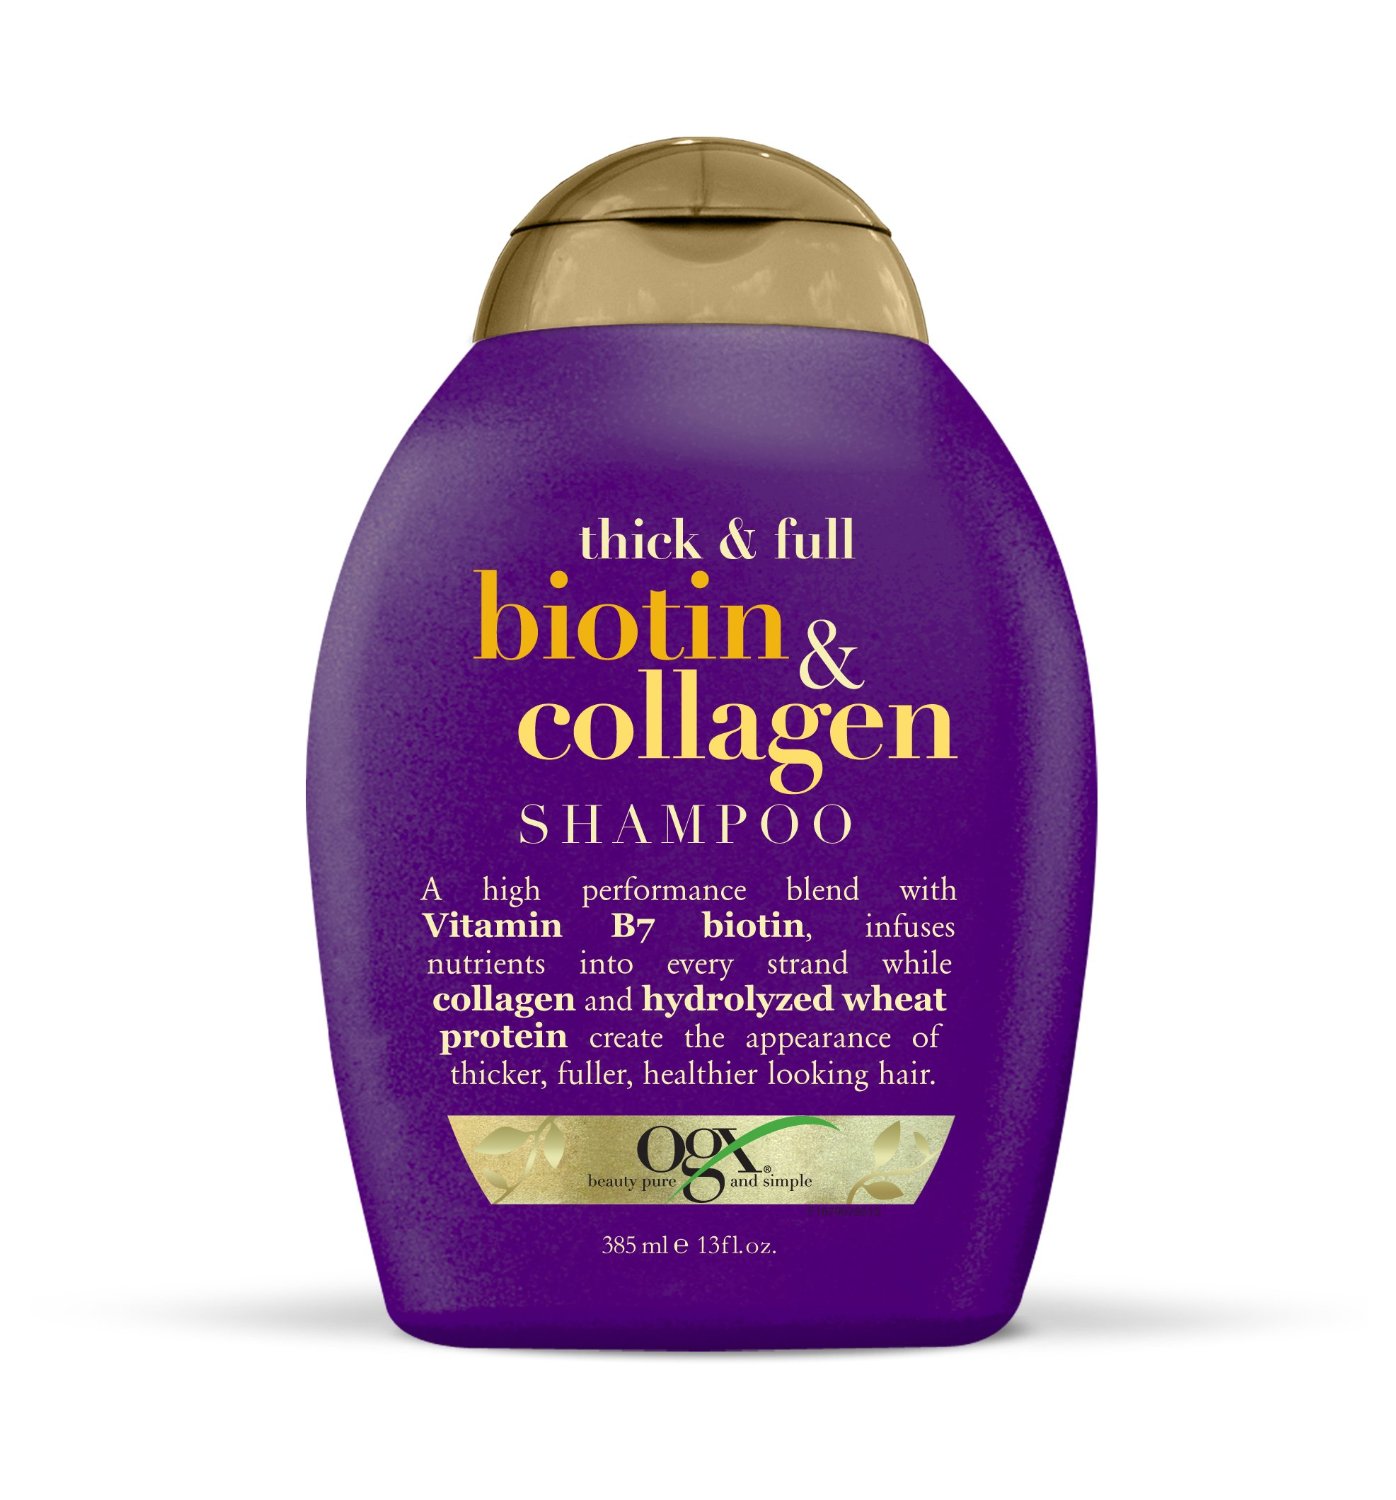 thick & full
biotin &
collagen
SHAMPOO
A high performance blend with
Vitamin B7 biotin, infuses
nutrients into every strand while
collagen and hydrolyzed wheat
protein create the appearance of
thicker, fuller, healthier looking hair.
ogx®
beauty pure and simple
385 ml ℮ 13fl.oz.